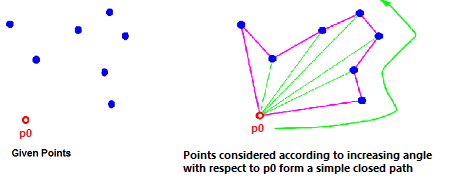 p0
p0
Given Points
Points considered according to increasing angle
with respect to p0 form a simple closed path